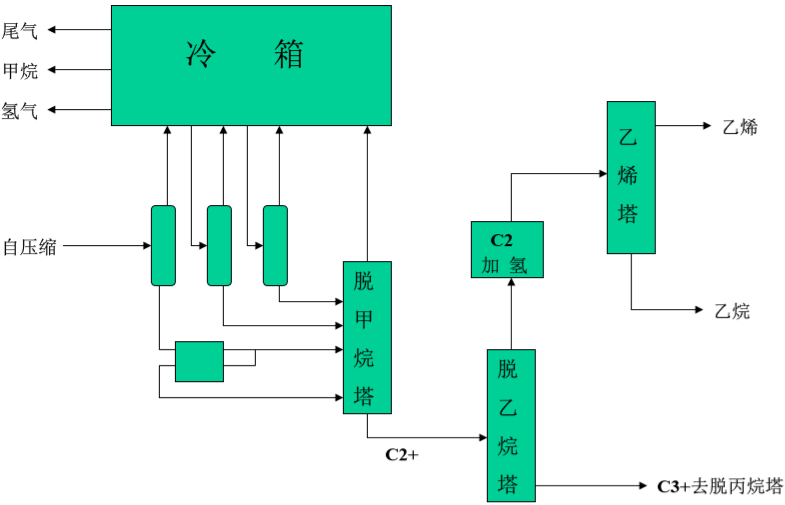 尾气
甲烷
氢气
冷 箱
自压缩
脱甲烷塔
C2+
C2
加 氢
脱乙烷塔
乙烯塔
乙烯
乙烷
C3+去脱丙烷塔